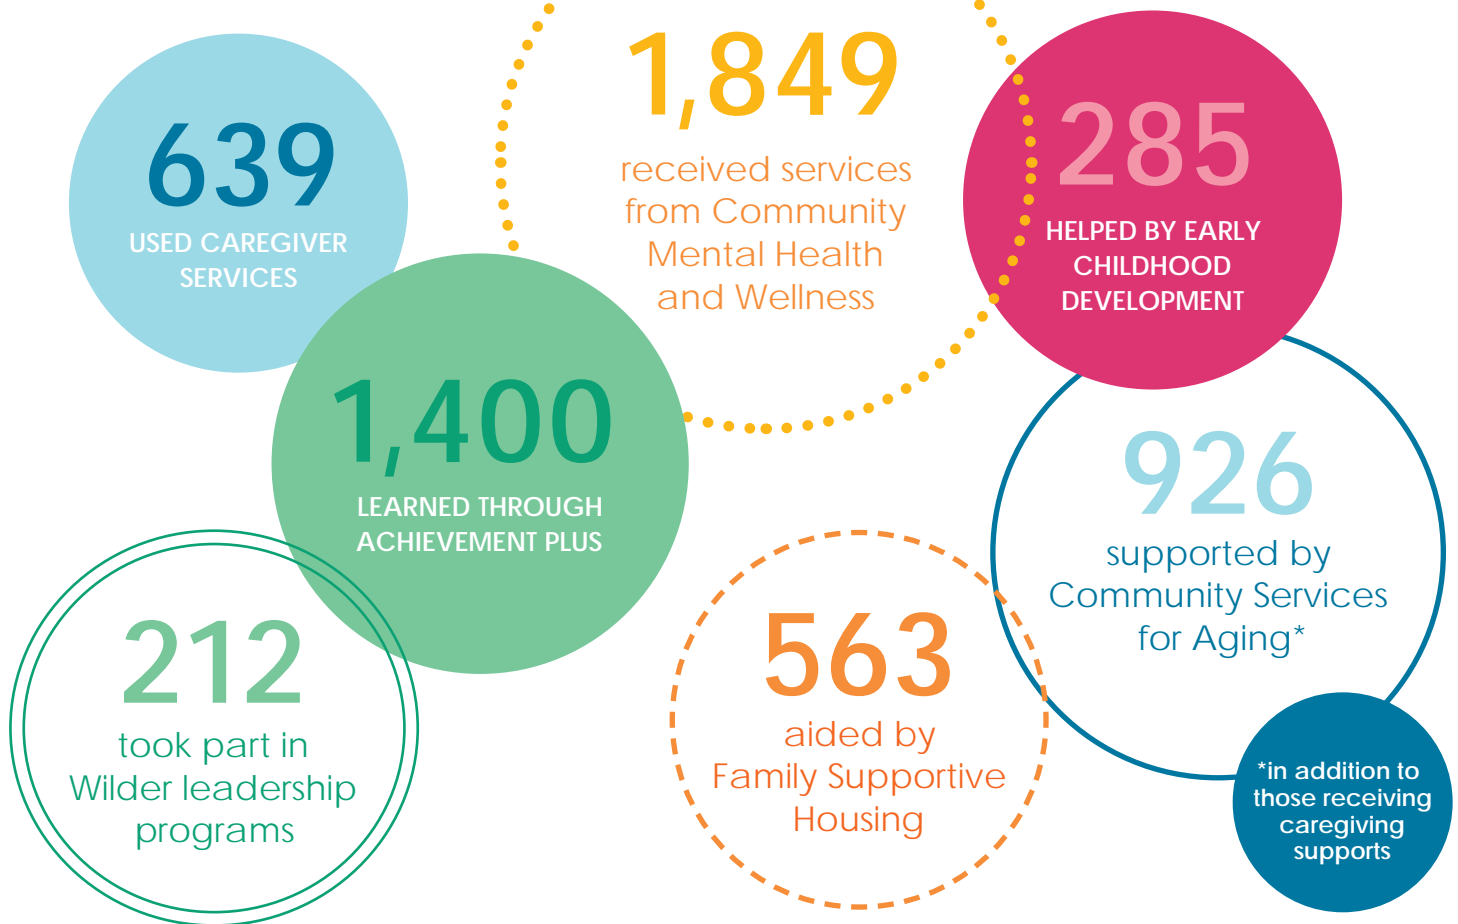 639
USED CAREGIVER
SERVICES
1,849
received services
from Community
Mental Health
and Wellness
285
HELPED BY EARLY
CHILDHOOD
DEVELOPMENT
1,400
LEARNED THROUGH
ACHIEVEMENT PLUS
926
supported by
Community Services
for Aging*
212
took part in
Wilder leadership
programs
563
aided by
Family Supportive
Housing
*in addition to
those receiving
caregiving
supports